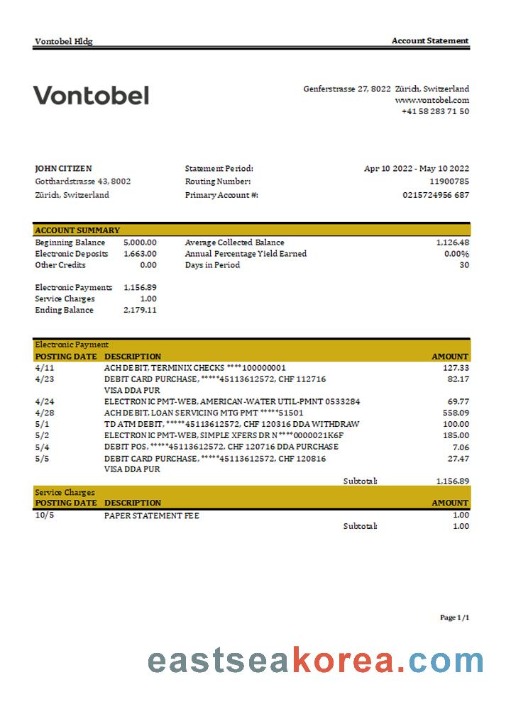 Vontobel Hldg Account Statement
Vontobel
Genferstrasse 27, 8022 Zürich, Switzerland
www.vontobel.com
+41 58 283 71 50
JOHN CITIZEN Statement Period: Apr 10 2022 - May 10 2022
Gotthardstrasse 43, 8002 Routing Number: 11900785
Zürich, Switzerland Primary Account #: 0215724956 687
ACCOUNT SUMMARY
Beginning Balance 5,000.00 Average Collected Balance 1,126.48
Electronic Deposits 1,663.00 Annual Percentage Yield Earned 0.00%
Other Credits 0.00 Days in Period 30
Electronic Payments 1,156.89
Service Charges 1.00
Ending Balance 2,179.11
Electronic Payment
POSTING DATE DESCRIPTION AMOUNT
4/11 ACH DEBIT, TERMINIX CHECKS ****100000001 127.33
4/23 DEBIT CARD PURCHASE, *****45113612572, CHF 112716 82.17
VISA DDA PUR
4/24 ELECTRONIC PMT-WEB, AMERICAN-WATER UTIL-PMNT 0533284 69.77
4/28 ACH DEBIT, LOAN SERVICING MTG PMT *****51501 558.09
5/1 TD ATM DEBIT, ****45113612572, CHF 120316 DDA WITHDRAW 100.00
5/2 ELECTRONIC PMT-WEB, SIMPLE XFERS DR N****0000021K6F 185.00
5/4 DEBIT POS, ****45113612572, CHF 120716 DDA PURCHASE 7.06
5/5 DEBIT CARD PURCHASE, *****45113612572, CHF 120816 27.47
VISA DDA PUR
Subtotal: 1,156.89
Service Charges
POSTING DATE DESCRIPTION AMOUNT
10/5 PAPER STATEMENT FEE 1.00
Subtotal: 1.00
Page 1/1
eastseakorea.com